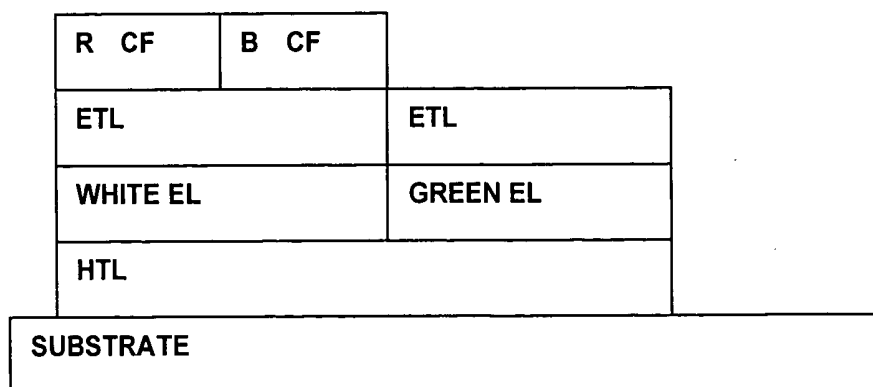 R CF B CF
ETL ETL
WHITE EL GREEN EL
HTL
SUBSTRATE